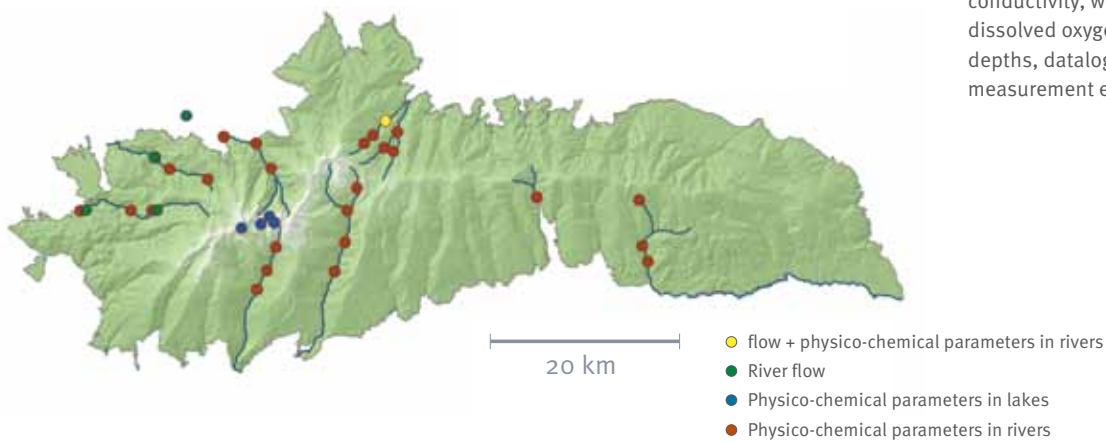 conductivity, w
dissolved oxyge
depths, datalog
measurement e
20 km
flow + physico-chemical parameters in rivers
River flow
Physico-chemical parameters in lakes
Physico-chemical parameters in rivers